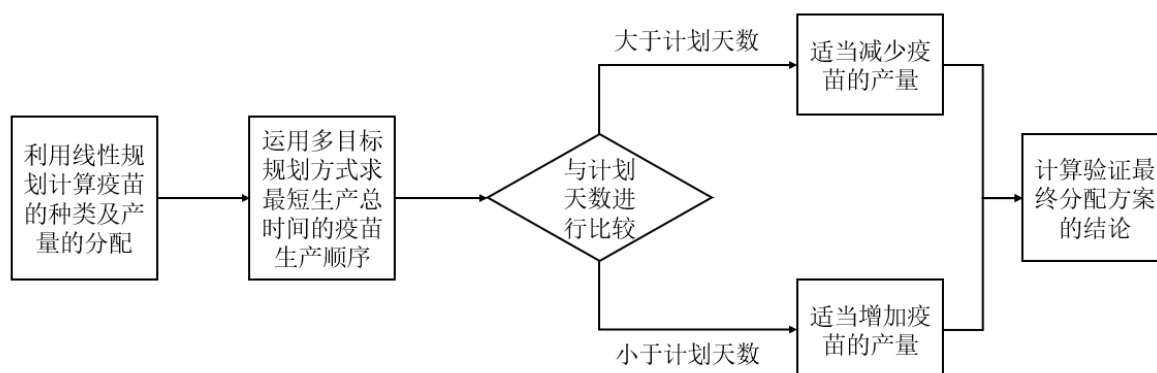 利用线性规
划计算疫苗
的种类及产
量的分配
运用多目标
规划方式求
最短生产总
时间的疫苗
生产顺序
与计划
天数进
行比较
大于计划天数
适当减少疫
苗的产量
小于计划天数
适当增加疫
苗的产量
计算验证最
终分配方案
的结论